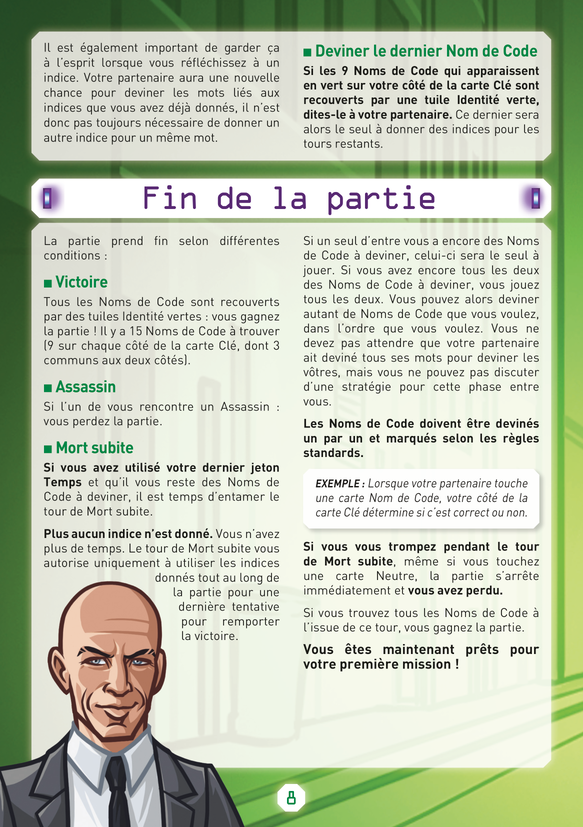 Il est également important de garder ça
à l'esprit lorsque vous réfléchissez à un
indice. Votre partenaire aura une nouvelle
chance pour deviner les mots liés aux
indices que vous avez déjà donnés, il n'est
donc pas toujours nécessaire de donner un
autre indice pour un même mot.
■ Deviner le dernier Nom de Code
Si les 9 Noms de Code qui apparaissent
en vert sur votre côté de la carte Clé sont
recouverts par une tuile Identité verte,
dites-le à votre partenaire. Ce dernier sera
alors le seul à donner des indices pour les
tours restants.
Fin de la partie
La partie prend fin selon différentes
conditions :
■ Victoire
Tous les Noms de Code sont recouverts
par des tuiles Identité vertes : vous gagnez
la partie ! Il y a 15 Noms de Code à trouver
(9 sur chaque côté de la carte Clé, dont 3
communs aux deux côtés).
■ Assassin
Si l'un de vous rencontre un Assassin :
vous perdez la partie.
■ Mort subite
Si vous avez utilisé votre dernier jeton
Temps et qu'il vous reste des Noms de
Code à deviner, il est temps d'entamer le
tour de Mort subite.
Plus aucun indice n'est donné. Vous n'avez
plus de temps. Le tour de Mort subite vous
autorise uniquement à utiliser les indices
donnés tout au long de
la partie pour une
dernière tentative
pour remporter
la victoire.
Si un seul d'entre vous a encore des Noms
de Code à deviner, celui-ci sera le seul à
jouer. Si vous avez encore tous les deux
des Noms de Code à deviner, vous jouez
tous les deux. Vous pouvez alors deviner
autant de Noms de Code que vous voulez,
dans l'ordre que vous voulez. Vous ne
devez pas attendre que votre partenaire
ait deviné tous ses mots pour deviner les
vôtres, mais vous ne pouvez pas discuter
d'une stratégie pour cette phase entre
vous.
Les Noms de Code doivent être devinés
un par un et marqués selon les règles
standards.
EXEMPLE : Lorsque votre partenaire touche
une carte Nom de Code, votre côté de la
carte Clé détermine si c'est correct ou non.
Si vous vous trompez pendant le tour
de Mort subite, même si vous touchez
une carte Neutre, la partie s'arrête
immédiatement et vous avez perdu.
Si vous trouvez tous les Noms de Code à
l'issue de ce tour, vous gagnez la partie.
Vous êtes maintenant prêts pour
votre première mission !
8